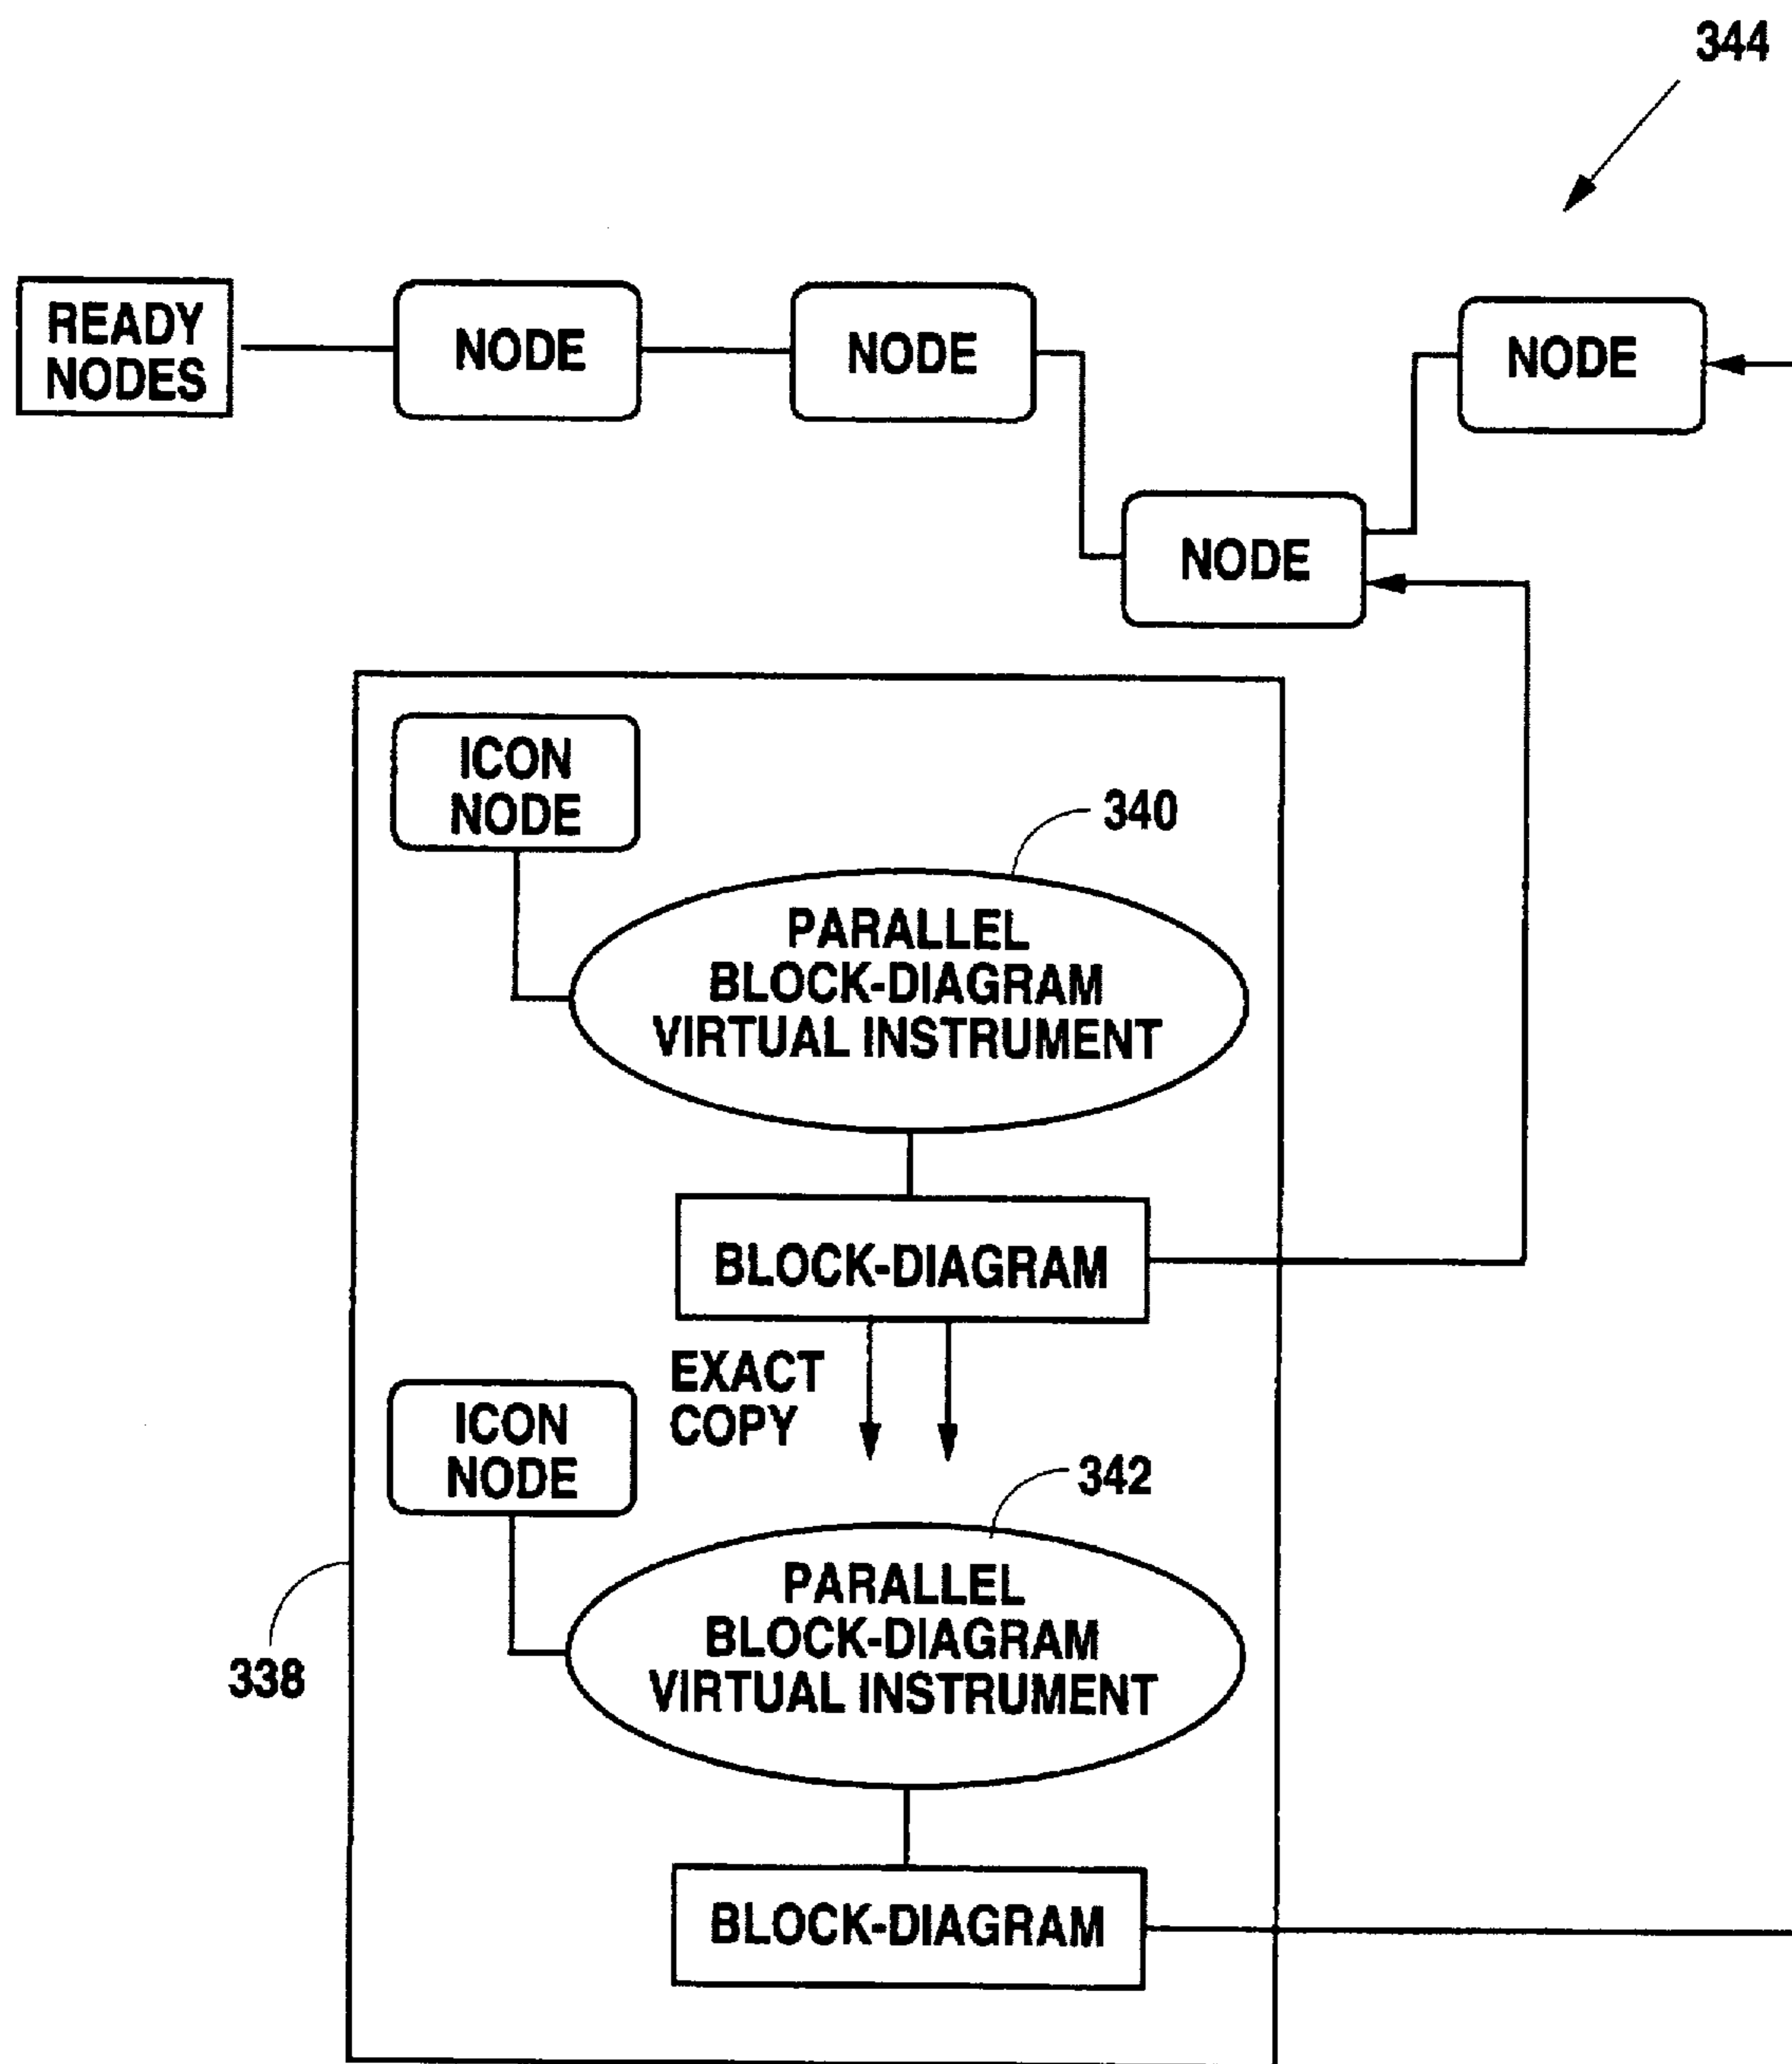 344
READY
NODES
NODE
NODE
NODE
NODE
ICON
NODE
340
PARALLEL
BLOCK-DIAGRAM
VIRTUAL INSTRUMENT
BLOCK-DIAGRAM
EXACT
COPY
ICON
NODE
342
PARALLEL
BLOCK-DIAGRAM
VIRTUAL INSTRUMENT
338
BLOCK-DIAGRAM